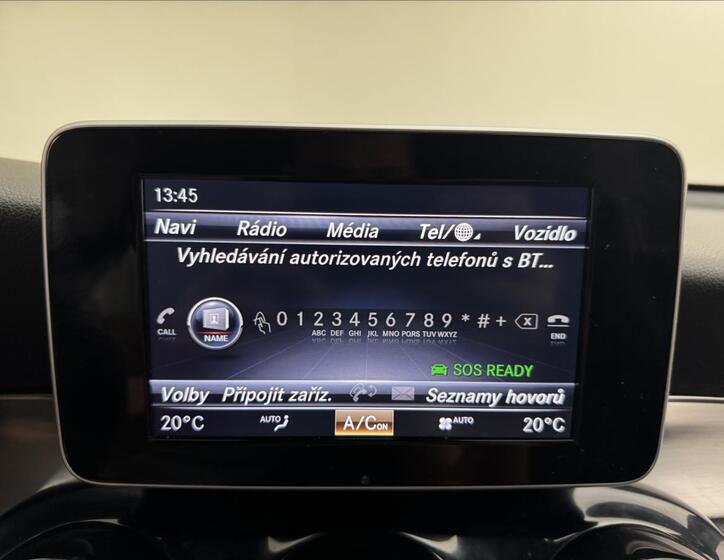 13:45
Navi Rádio Média Tel/ Vozidlo
Vyhledávání autorizovaných telefonů s BT...
CALL NAME 0 1 2 3 4 5 6 7 8 9 * # + END
ABC DEF GHI JKL MNO PQRS TUV WXYZ
SOS READY
Volby Připojit zaříz. Seznamy hovorů
20°C AUTO A/C ON AUTO 20°C